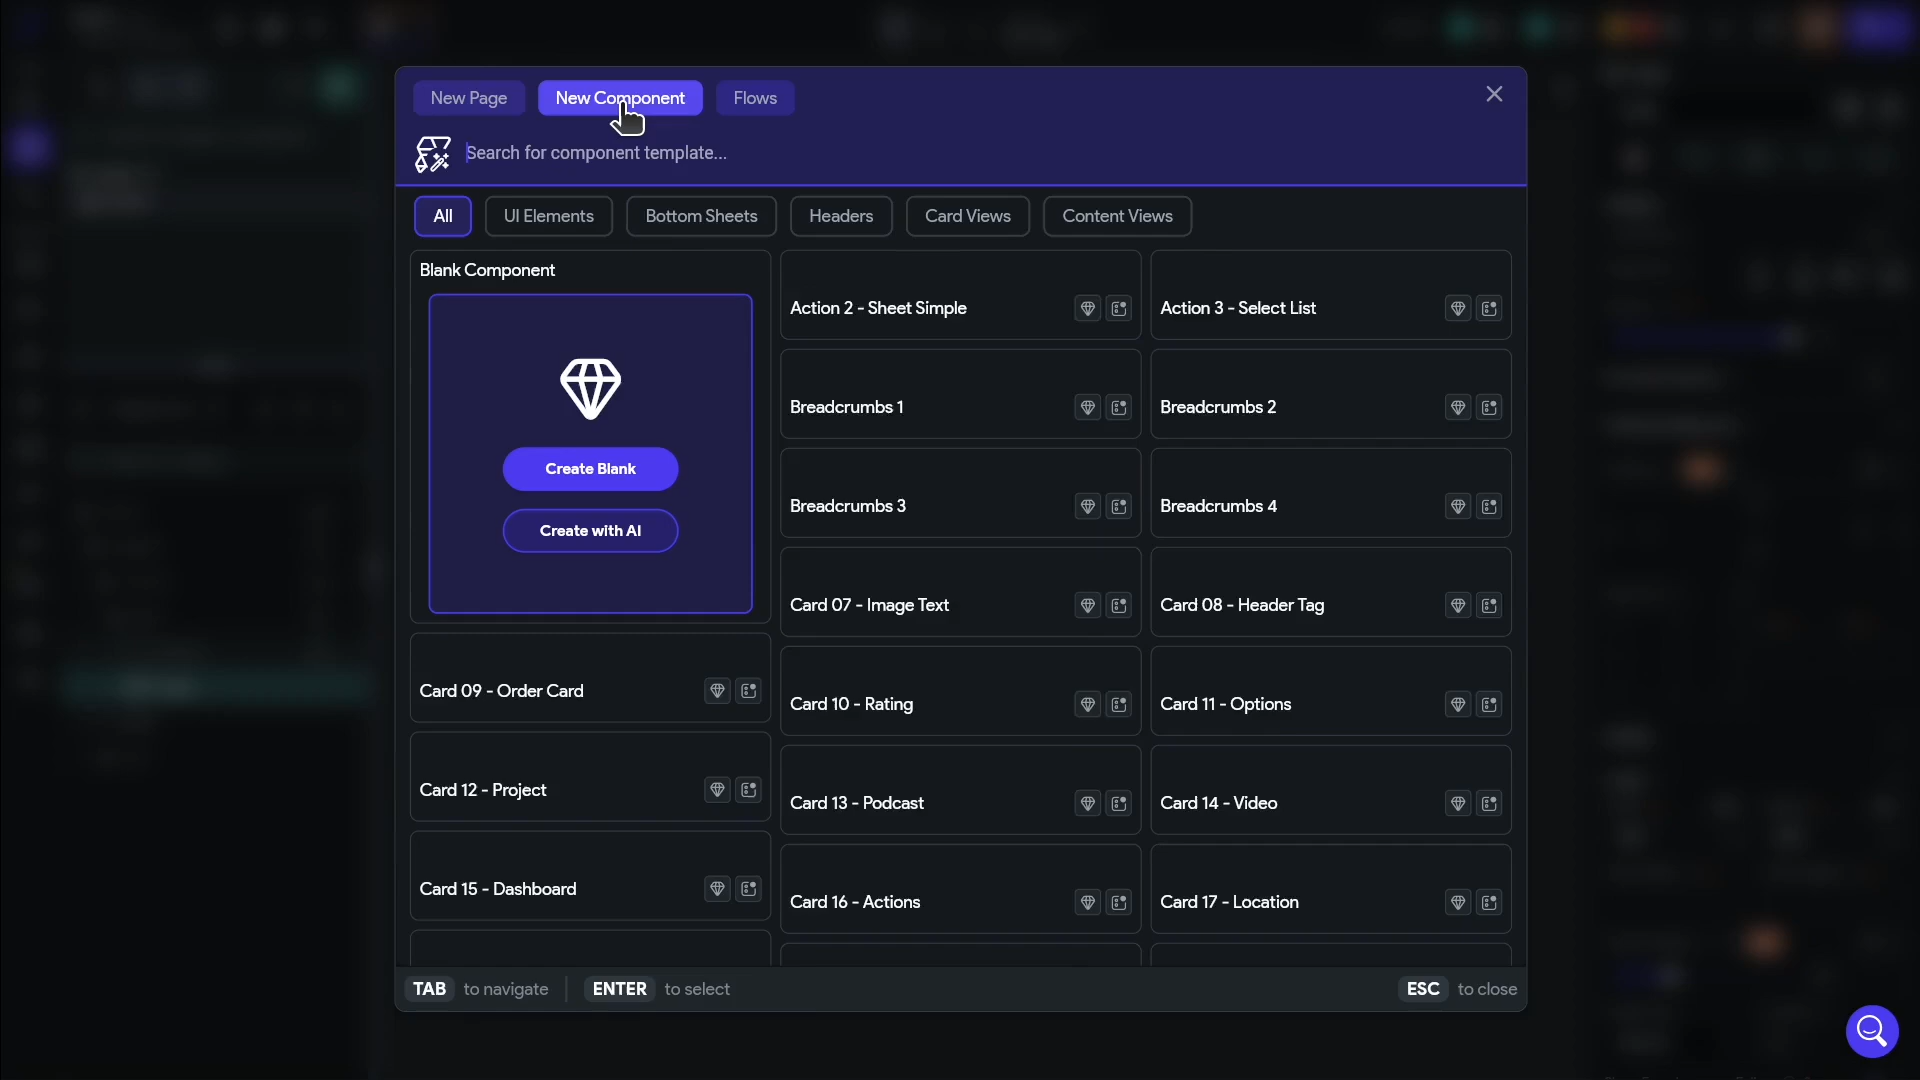 New Page
New Component
Flows
Search for component template...
All
UI Elements
Bottom Sheets
Headers
Card Views
Content Views
Blank Component
Create Blank
Create with AI
Action 2 - Sheet Simple
Action 3 - Select List
Breadcrumbs 1
Breadcrumbs 2
Breadcrumbs 3
Breadcrumbs 4
Card 07 - Image Text
Card 08 - Header Tag
Card 09 - Order Card
Card 10 - Rating
Card 11 - Options
Card 12 - Project
Card 13 - Podcast
Card 14 - Video
Card 15 - Dashboard
Card 16 - Actions
Card 17 - Location
TAB to navigate
ENTER to select
ESC to close